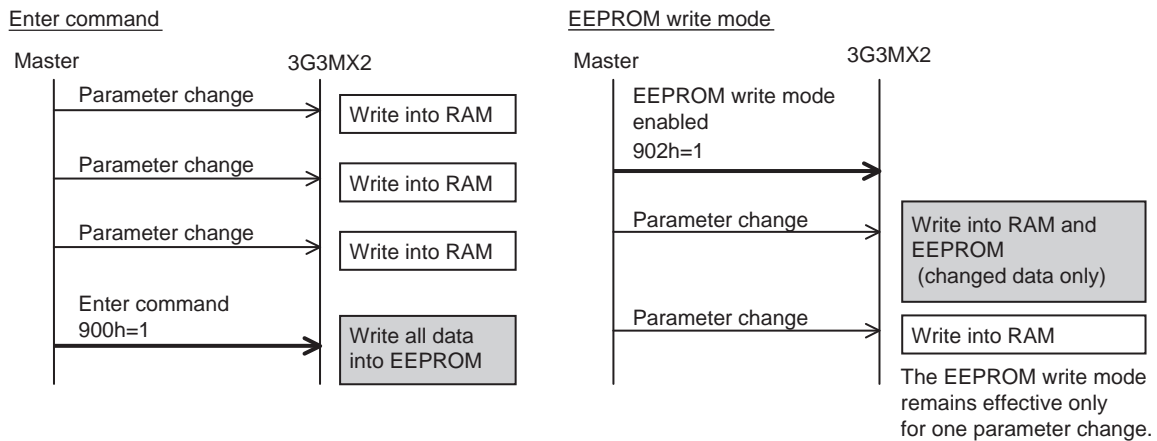 Enter command
Master
3G3MX2
Parameter change
Write into RAM
Parameter change
Write into RAM
Parameter change
Write into RAM
Enter command
900h=1
Write all data
into EEPROM
EEPROM write mode
Master
3G3MX2
EEPROM write mode
enabled
902h=1
Parameter change
Write into RAM and
EEPROM
(changed data only)
Parameter change
Write into RAM
The EEPROM write mode
remains effective only
for one parameter change.